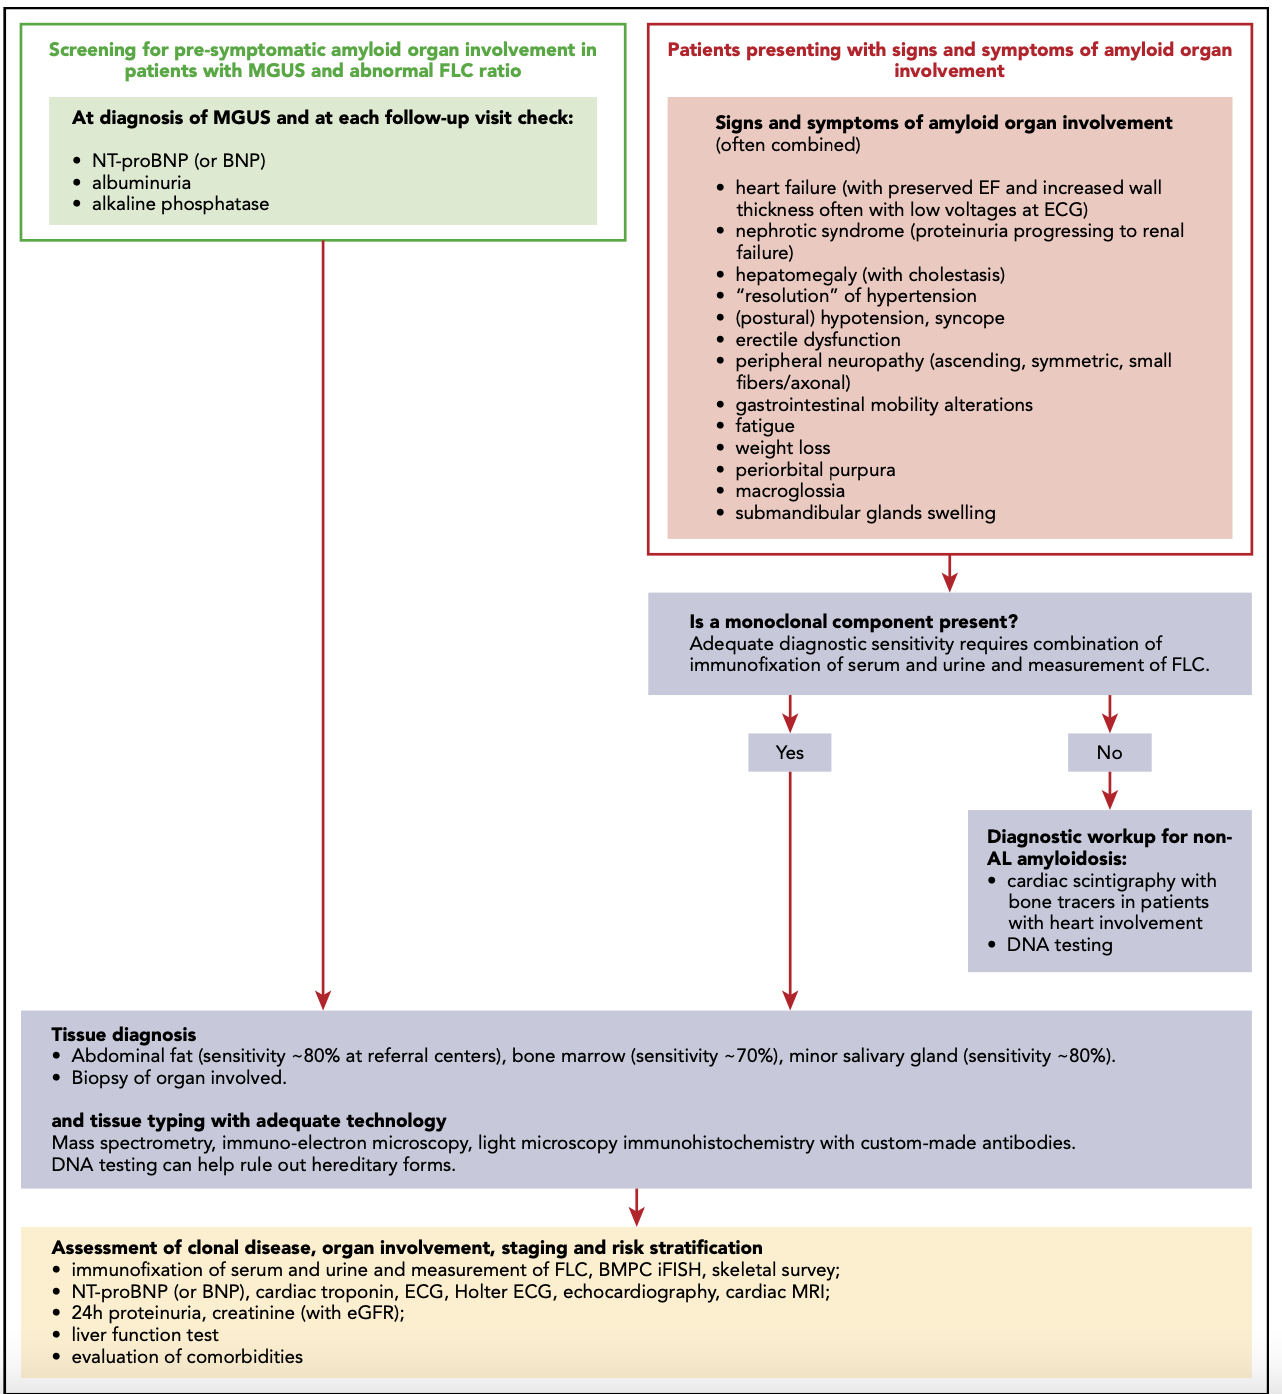 Screening for pre-symptomatic amyloid organ involvement in
patients with MGUS and abnormal FLC ratio
At diagnosis of MGUS and at each follow-up visit check:
• NT-proBNP (or BNP)
• albuminuria
• alkaline phosphatase
Patients presenting with signs and symptoms of amyloid organ
involvement
Signs and symptoms of amyloid organ involvement
(often combined)
• heart failure (with preserved EF and increased wall
thickness often with low voltages at ECG)
• nephrotic syndrome (proteinuria progressing to renal
failure)
• hepatomegaly (with cholestasis)
• “resolution” of hypertension
• (postural) hypotension, syncope
• erectile dysfunction
• peripheral neuropathy (ascending, symmetric, small
fibers/axonal)
• gastrointestinal mobility alterations
• fatigue
• weight loss
• periorbital purpura
• macroglossia
• submandibular glands swelling
Is a monoclonal component present?
Adequate diagnostic sensitivity requires combination of
immunofixation of serum and urine and measurement of FLC.
Yes
No
Diagnostic workup for non-
AL amyloidosis:
• cardiac scintigraphy with
bone tracers in patients
with heart involvement
• DNA testing
Tissue diagnosis
• Abdominal fat (sensitivity ~80% at referral centers), bone marrow (sensitivity ~70%), minor salivary gland (sensitivity ~80%).
• Biopsy of organ involved.
and tissue typing with adequate technology
Mass spectrometry, immuno-electron microscopy, light microscopy immunohistochemistry with custom-made antibodies.
DNA testing can help rule out hereditary forms.
Assessment of clonal disease, organ involvement, staging and risk stratification
• immunofixation of serum and urine and measurement of FLC, BMPC iFISH, skeletal survey;
• NT-proBNP (or BNP), cardiac troponin, ECG, Holter ECG, echocardiography, cardiac MRI;
• 24h proteinuria, creatinine (with eGFR);
• liver function test
• evaluation of comorbidities